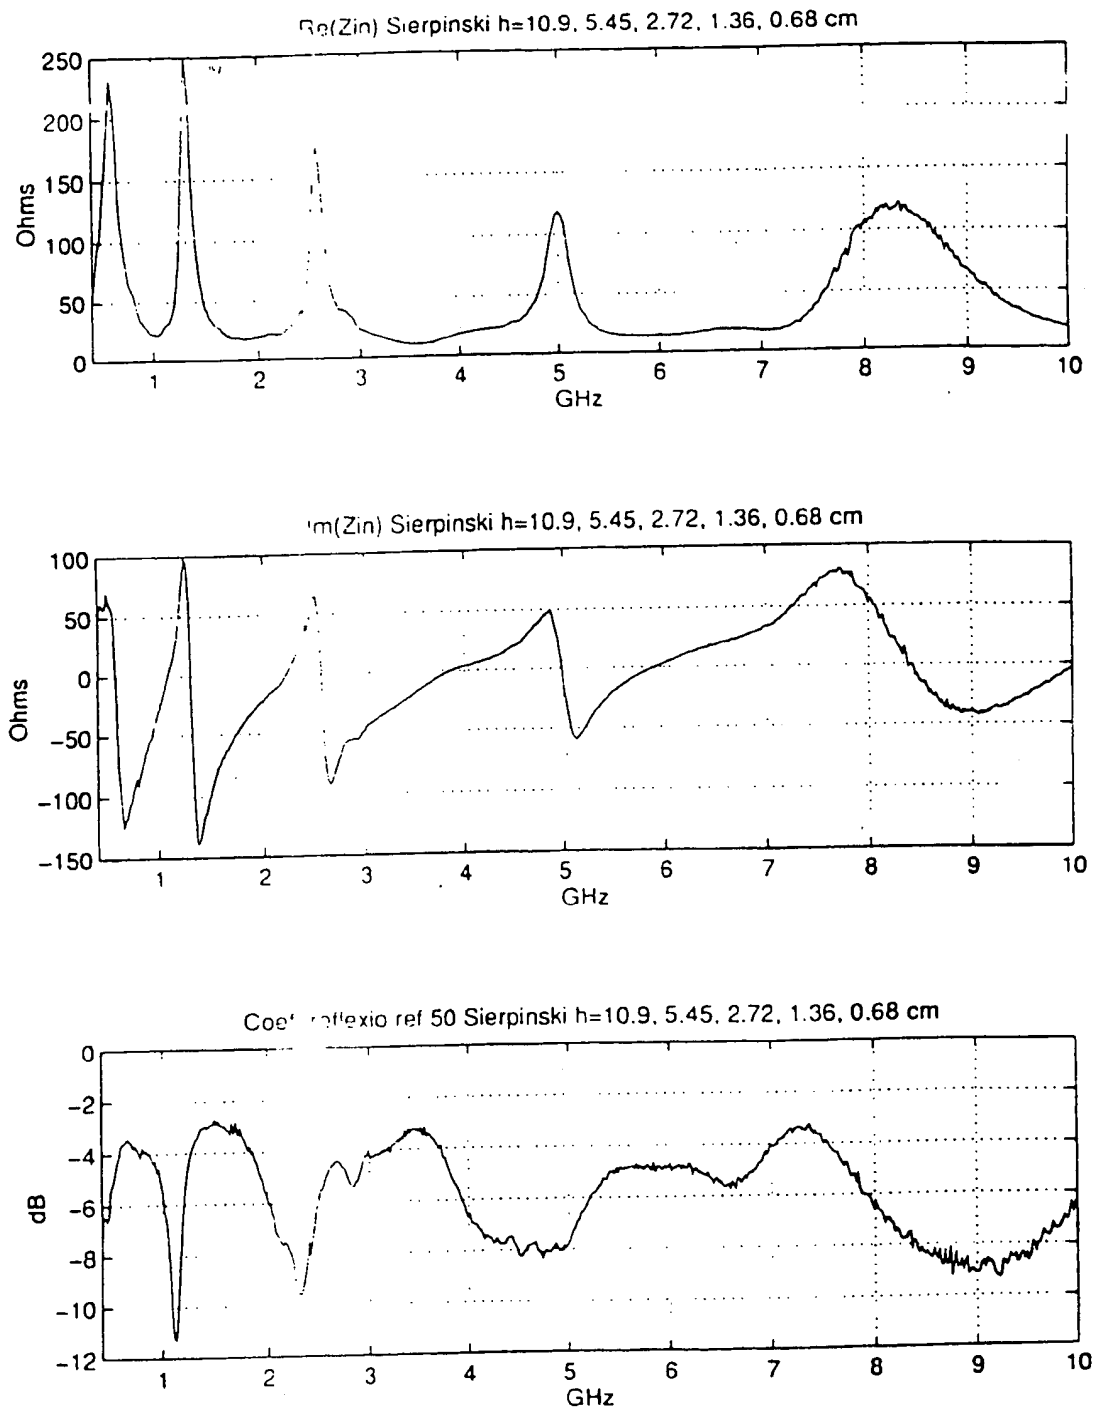 Re(Zin) Sierpinski h=10.9, 5.45, 2.72, 1.36, 0.68 cm
250
200
150
100
50
0
Ohms
1 2 3 4 5 6 7 8 9 10
GHz
Im(Zin) Sierpinski h=10.9, 5.45, 2.72, 1.36, 0.68 cm
100
50
0
−50
−100
−150
Ohms
1 2 3 4 5 6 7 8 9 10
GHz
ref 50 Sierpinski h=10.9, 5.45, 2.72, 1.36, 0.68 cm
0
−2
−4
−6
−8
−10
−12
dB
1 2 3 4 5 6 7 8 9 10
GHz